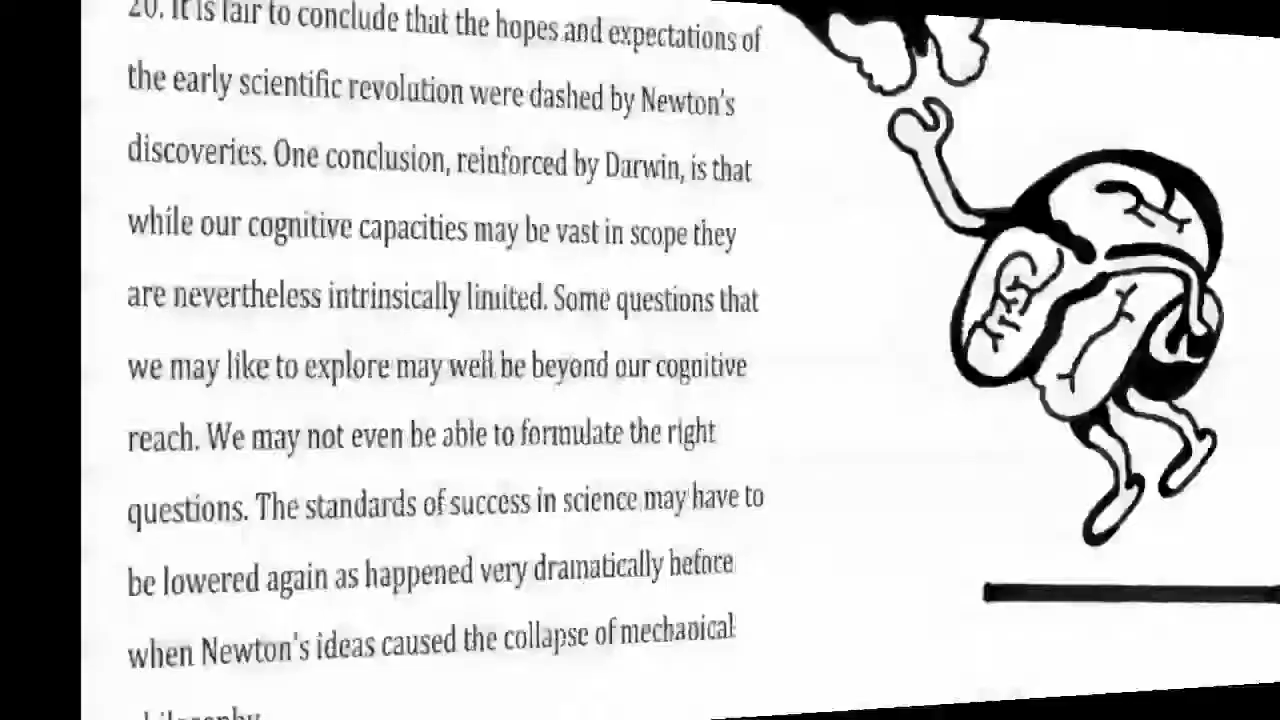 20. It is fair to conclude that the hopes and expectations of
the early scientific revolution were dashed by Newton's
discoveries. One conclusion, reinforced by Darwin, is that
while our cognitive capacities may be vast in scope they
are nevertheless intrinsically limited. Some questions that
we may like to explore may well be beyond our cognitive
reach. We may not even be able to formulate the right
questions. The standards of success in science may have to
be lowered again as happened very dramatically before
when Newton's ideas caused the collapse of mechanical
philosophy